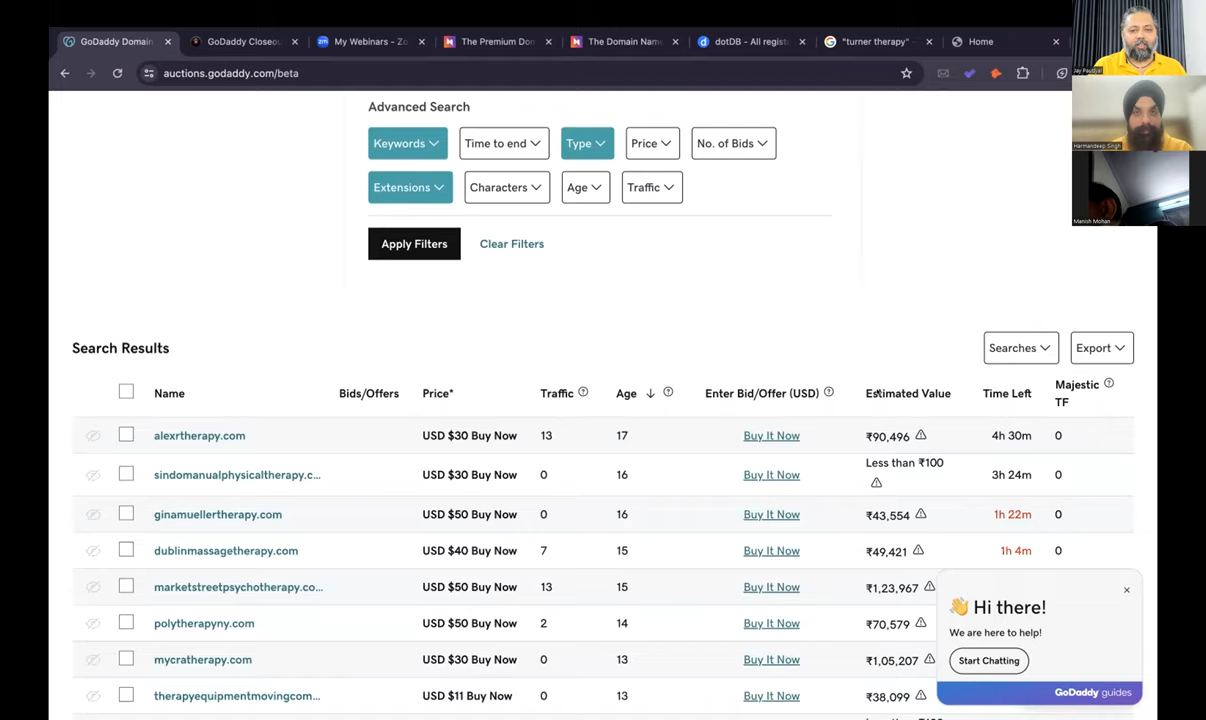 GoDaddy Domain
GoDaddy Closeou
My Webinars - Zo
The Premium Dom
The Domain Name
dotDB - All regist
"turner therapy" -
Home
auctions.godaddy.com/beta
Jay Paudyal
Harmandeep Singh
Manish Mohan
Advanced Search
Keywords
Time to end
Type
Price
No. of Bids
Extensions
Characters
Age
Traffic
Apply Filters
Clear Filters
Search Results
Searches
Export
Name
Bids/Offers
Price*
Traffic
Age
Enter Bid/Offer (USD)
Estimated Value
Time Left
Majestic
TF
alexrtherapy.com USD $30 Buy Now 13 17 Buy It Now ₹90,496 4h 30m 0
sindomanualphysicaltherapy.c... USD $30 Buy Now 0 16 Buy It Now Less than ₹100 3h 24m 0
ginamuellertherapy.com USD $50 Buy Now 0 16 Buy It Now ₹43,554 1h 22m 0
dublinmassagetherapy.com USD $40 Buy Now 7 15 Buy It Now ₹49,421 1h 4m 0
marketstreetpsychotherapy.co... USD $50 Buy Now 13 15 Buy It Now ₹1,23,967
polytherapyny.com USD $50 Buy Now 2 14 Buy It Now ₹70,579
mycratherapy.com USD $30 Buy Now 0 13 Buy It Now ₹1,05,207
therapyequipmentmovingcom... USD $11 Buy Now 0 13 Buy It Now ₹38,099
Hi there!
We are here to help!
Start Chatting
GoDaddy guides